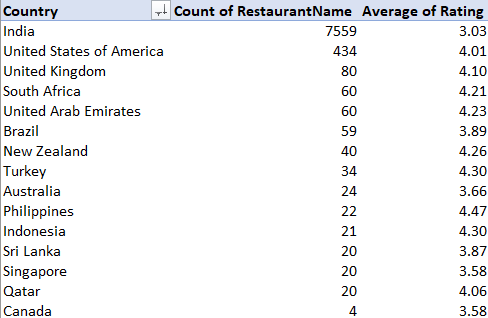 Country Count of RestaurantName Average of Rating
India 7559 3.03
United States of America 434 4.01
United Kingdom 80 4.10
South Africa 60 4.21
United Arab Emirates 60 4.23
Brazil 59 3.89
New Zealand 40 4.26
Turkey 34 4.30
Australia 24 3.66
Philippines 22 4.47
Indonesia 21 4.30
Sri Lanka 20 3.87
Singapore 20 3.58
Qatar 20 4.06
Canada 4 3.58